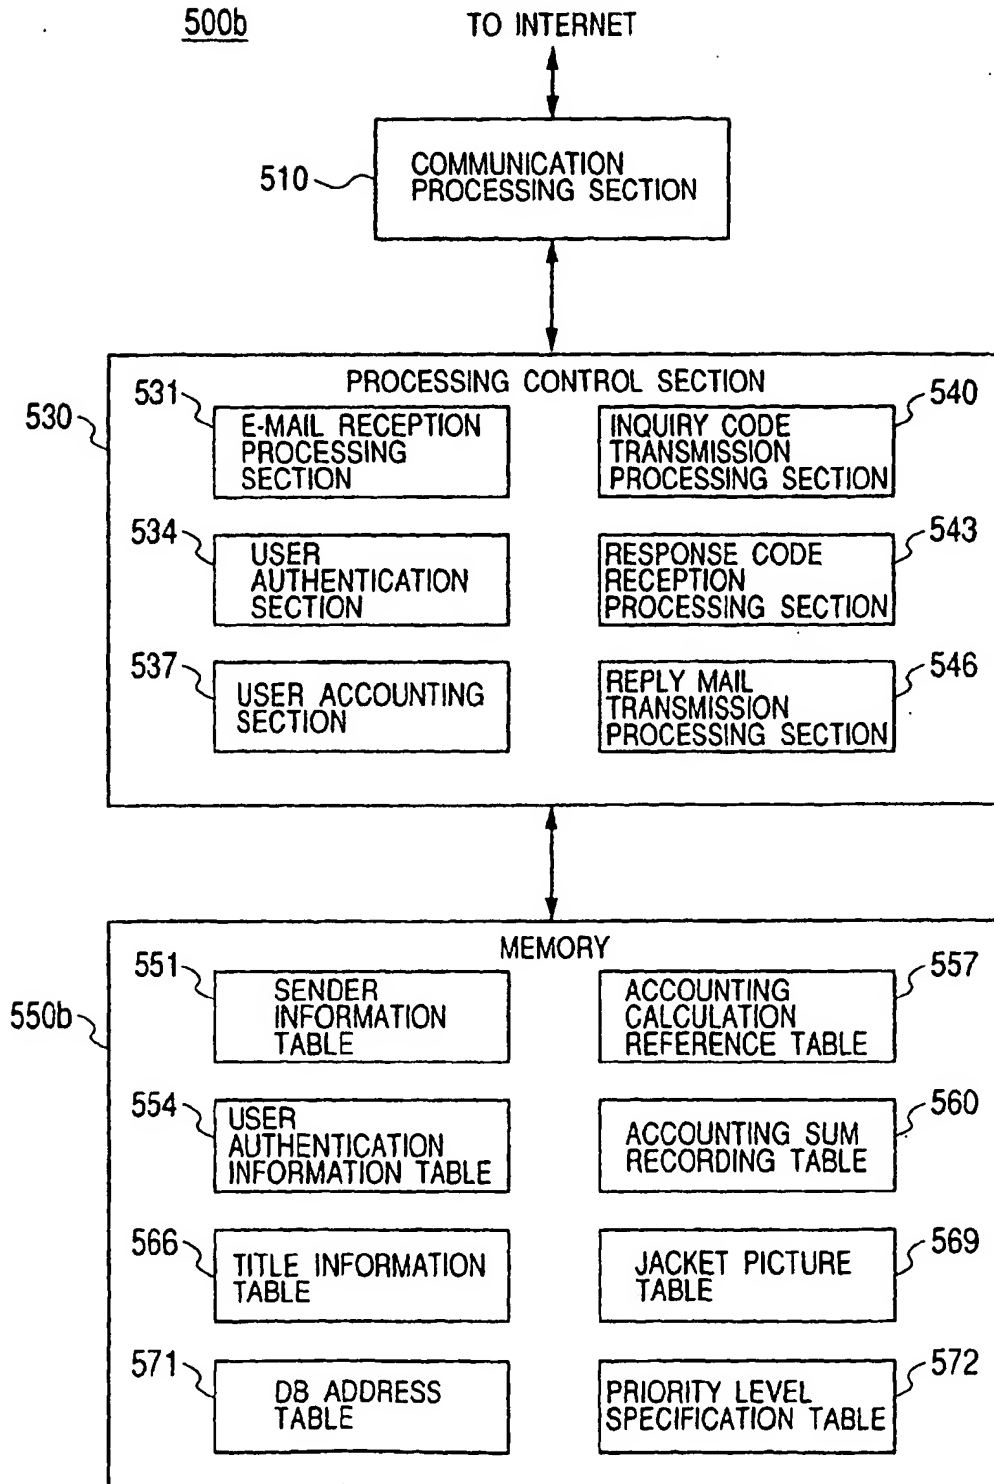 500b
TO INTERNET
510
COMMUNICATION
PROCESSING SECTION
530
PROCESSING CONTROL SECTION
531
E-MAIL RECEPTION
PROCESSING
SECTION
540
INQUIRY CODE
TRANSMISSION
PROCESSING SECTION
534
USER
AUTHENTICATION
SECTION
543
RESPONSE CODE
RECEPTION
PROCESSING SECTION
537
USER ACCOUNTING
SECTION
546
REPLY MAIL
TRANSMISSION
PROCESSING SECTION
550b
MEMORY
551
SENDER
INFORMATION
TABLE
557
ACCOUNTING
CALCULATION
REFERENCE TABLE
554
USER
AUTHENTICATION
INFORMATION TABLE
560
ACCOUNTING SUM
RECORDING TABLE
566
TITLE INFORMATION
TABLE
569
JACKET PICTURE
TABLE
571
DB ADDRESS
TABLE
572
PRIORITY LEVEL
SPECIFICATION TABLE